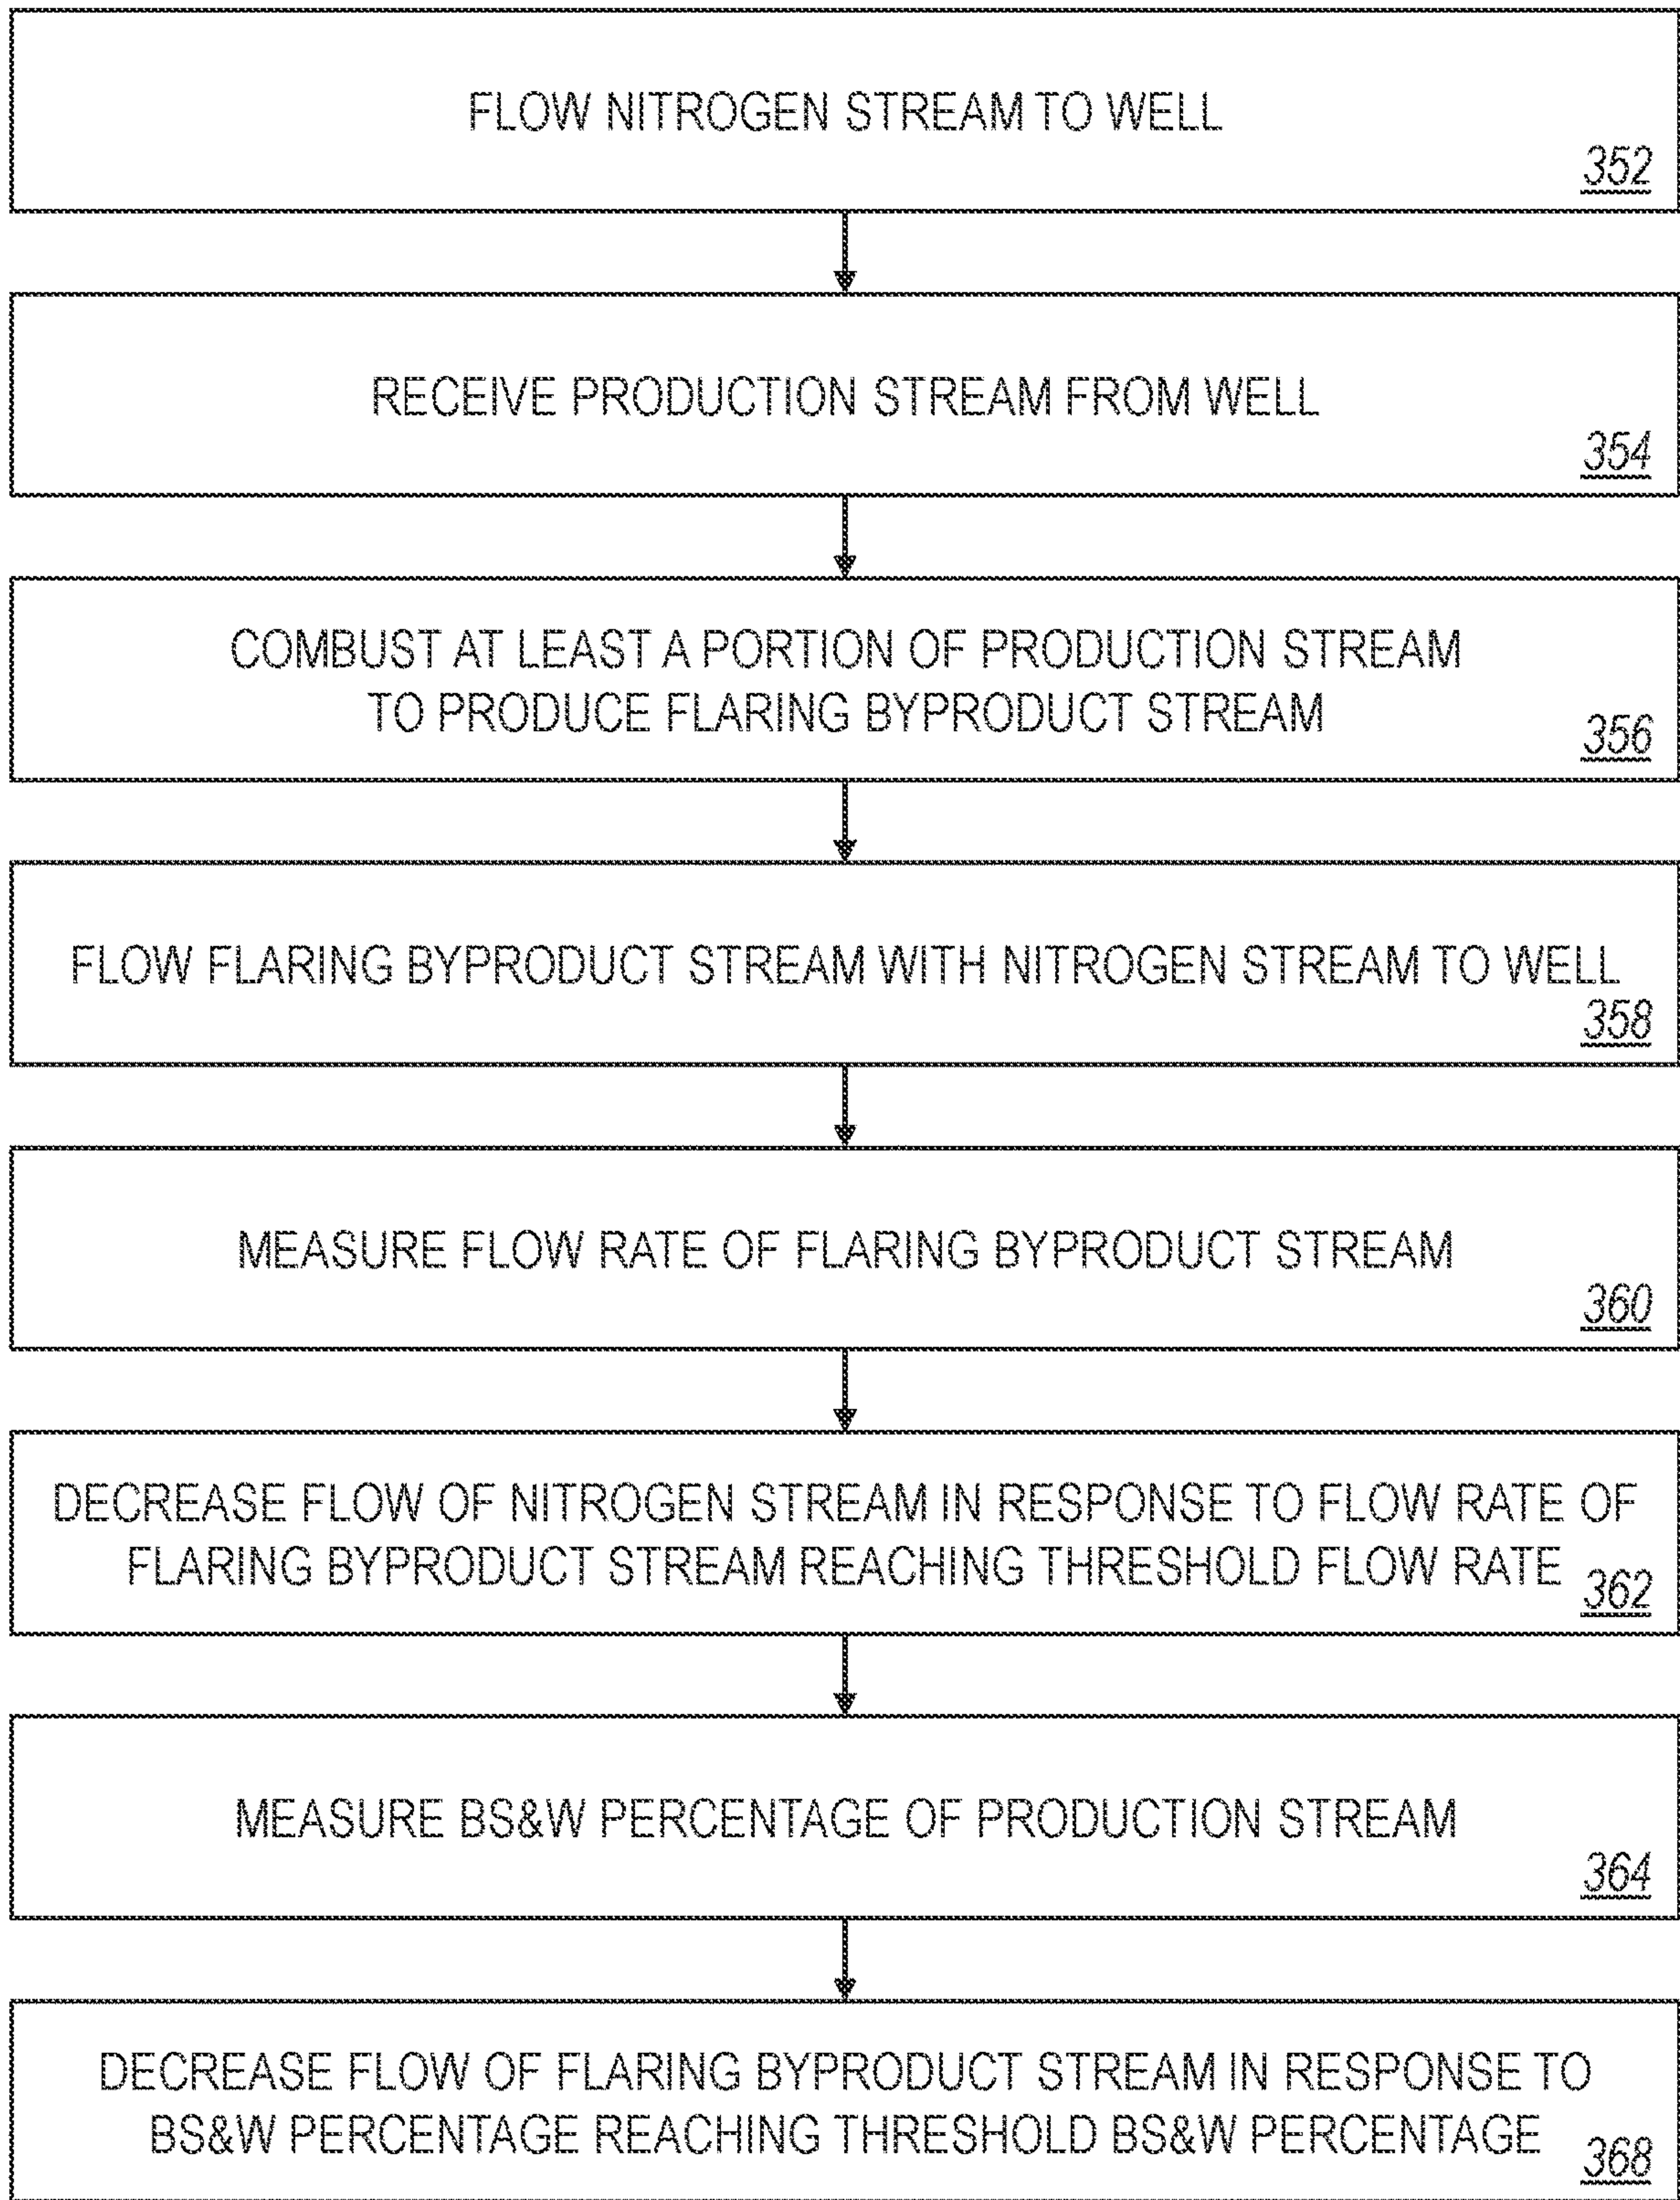 FLOW NITROGEN STREAM TO WELL
352
RECEIVE PRODUCTION STREAM FROM WELL
354
COMBUST AT LEAST A PORTION OF PRODUCTION STREAM
TO PRODUCE FLARING BYPRODUCT STREAM
356
FLOW FLARING BYPRODUCT STREAM WITH NITROGEN STREAM TO WELL
358
MEASURE FLOW RATE OF FLARING BYPRODUCT STREAM
360
DECREASE FLOW OF NITROGEN STREAM IN RESPONSE TO FLOW RATE OF
FLARING BYPRODUCT STREAM REACHING THRESHOLD FLOW RATE
362
MEASURE BS&W PERCENTAGE OF PRODUCTION STREAM
364
DECREASE FLOW OF FLARING BYPRODUCT STREAM IN RESPONSE TO
BS&W PERCENTAGE REACHING THRESHOLD BS&W PERCENTAGE
368